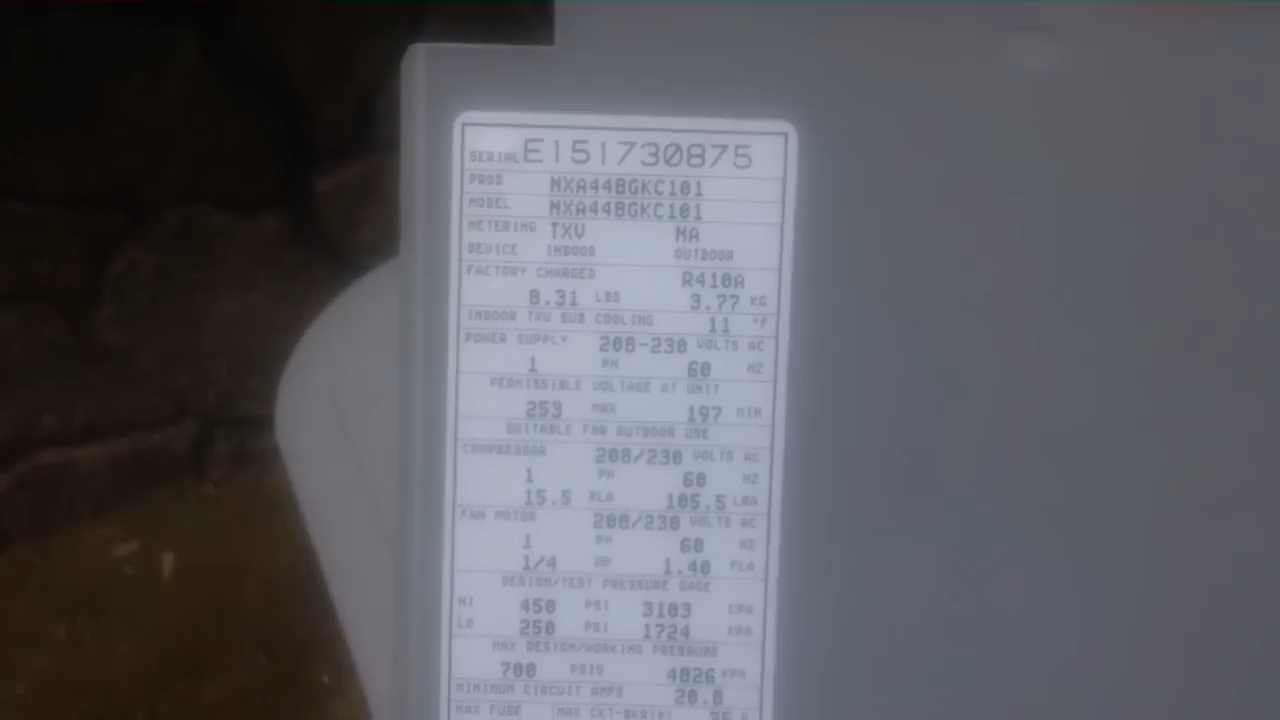 SERIAL E151730875
PROD NXA44BGKC101
MODEL NXA44BGKC101
METERING TXV NA
DEVICE INDOOR OUTDOOR
FACTORY CHARGED R410A
8.31 LBS 3.77 KG
INDOOR TXV SUB COOLING 11 °F
POWER SUPPLY 208-230 VOLTS AC
1 PH 60 HZ
PERMISSIBLE VOLTAGE AT UNIT
253 MAX 197 MIN
SUITABLE FOR OUTDOOR USE
COMPRESSOR 208/230 VOLTS AC
1 PH 60 HZ
15.5 RLA 105.5 LRA
FAN MOTOR 208/230 VOLTS AC
1 PH 60 HZ
1/4 HP 1.40 FLA
DESIGN/TEST PRESSURE GAGE
HI 450 PSI 3103 KPA
LO 250 PSI 1724 KPA
MAX DESIGN/WORKING PRESSURE
700 PSIG 4826 KPA
MINIMUM CIRCUIT AMPS 20.8
MAX FUSE MAX CKT-BKR(*)